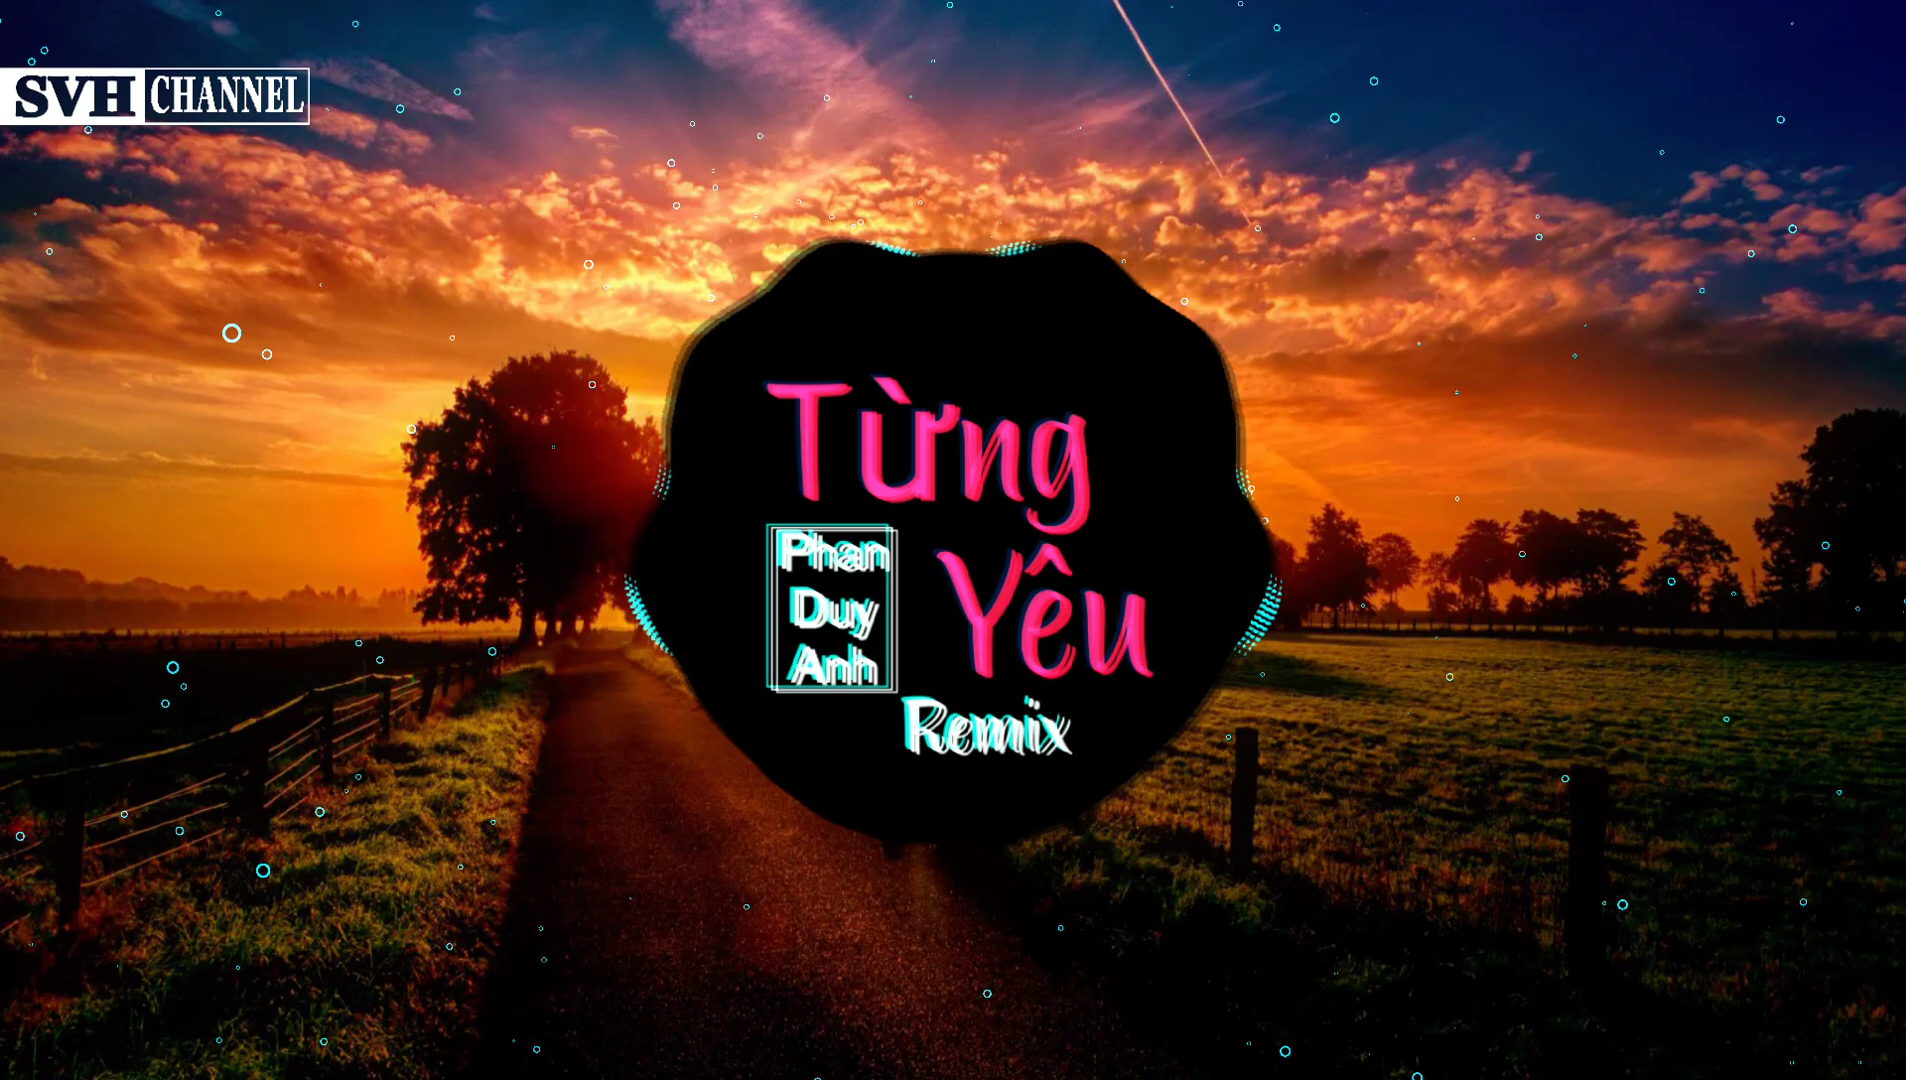 SVH CHANNEL
Từng
Yêu
Phan
Duy
Anh
Remix